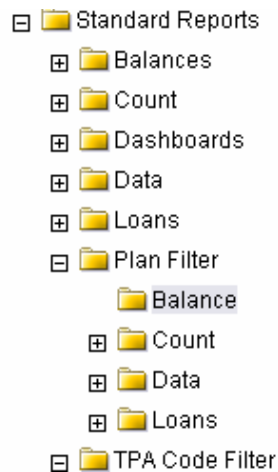 Standard Reports
Balances
Count
Dashboards
Data
Loans
Plan Filter
Balance
Count
Data
Loans
TPA Code Filter